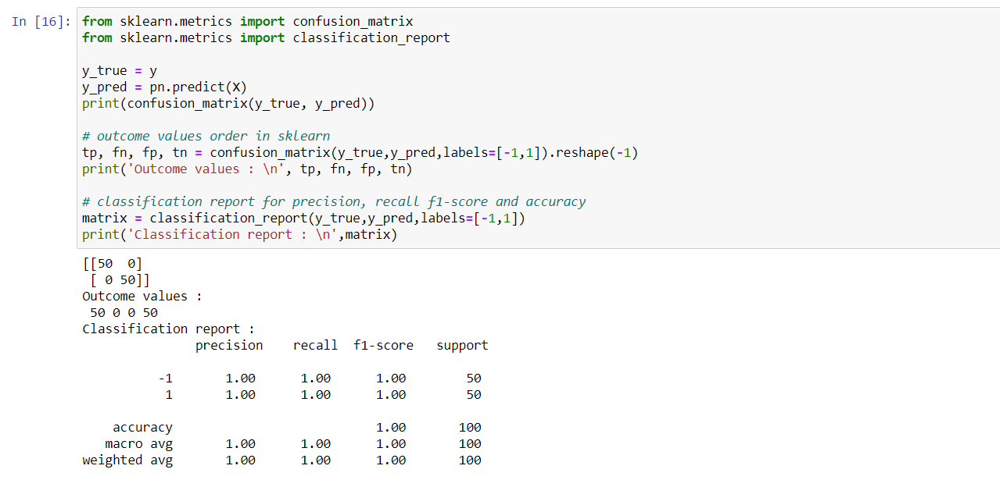 In [16]: from sklearn.metrics import confusion_matrix
from sklearn.metrics import classification_report
y_true = y
y_pred = pn.predict(X)
print(confusion_matrix(y_true, y_pred))
# outcome values order in sklearn
tp, fn, fp, tn = confusion_matrix(y_true,y_pred,labels=[-1,1]).reshape(-1)
print('Outcome values : \n', tp, fn, fp, tn)
# classification report for precision, recall f1-score and accuracy
matrix = classification_report(y_true,y_pred,labels=[-1,1])
print('Classification report : \n',matrix)
[[50  0]
 [ 0 50]]
Outcome values :
 50 0 0 50
Classification report :
               precision    recall  f1-score   support
          -1       1.00      1.00      1.00        50
           1       1.00      1.00      1.00        50
    accuracy                           1.00       100
   macro avg       1.00      1.00      1.00       100
weighted avg       1.00      1.00      1.00       100